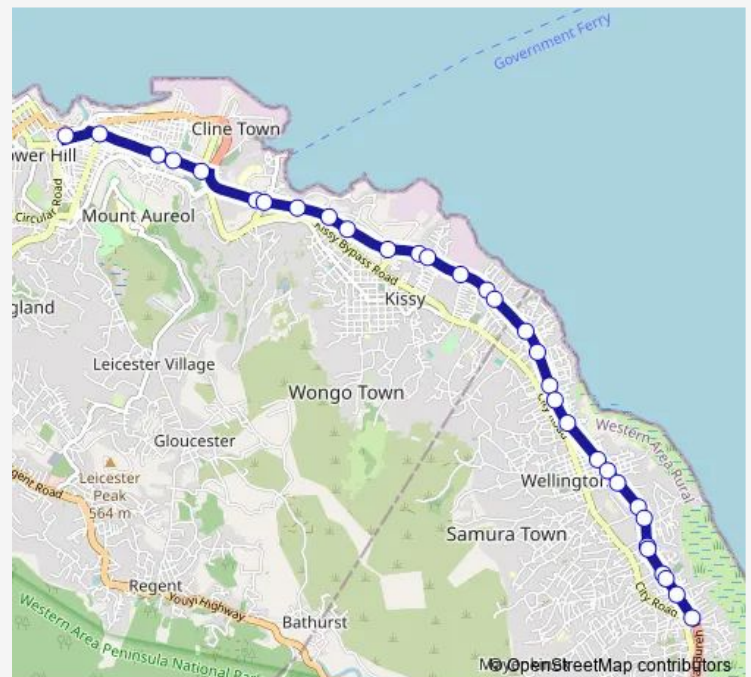 Government Ferry
Cline Town
ower Hill
Circular Road
Mount Aureol
Kissy Bypass Road
Kissy
gland
Leicester Village
Wongo Town
City Road
Western Area Rural
Gloucester
Leicester
Peak
564 m
gent Road
Wellington
Samura Town
Regent
Youyi Highway
City Road
Western Area Peninsula National Par
Bathurst
© OpenStreetMap contributors